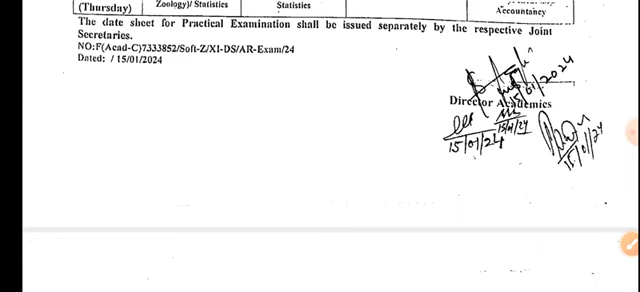 (Thursday) Zoology)/ Statistics Statistics Accountancy
The date sheet for Practical Examination shall be issued separately by the respective Joint
Secretaries.
NO:F(Acad-C)7333852/Soft-Z/XI-DS/AR-Exam/24
Dated: / 15/01/2024
15/01/2024
Director Academics
15/01/24
15/01/24
15/01/24